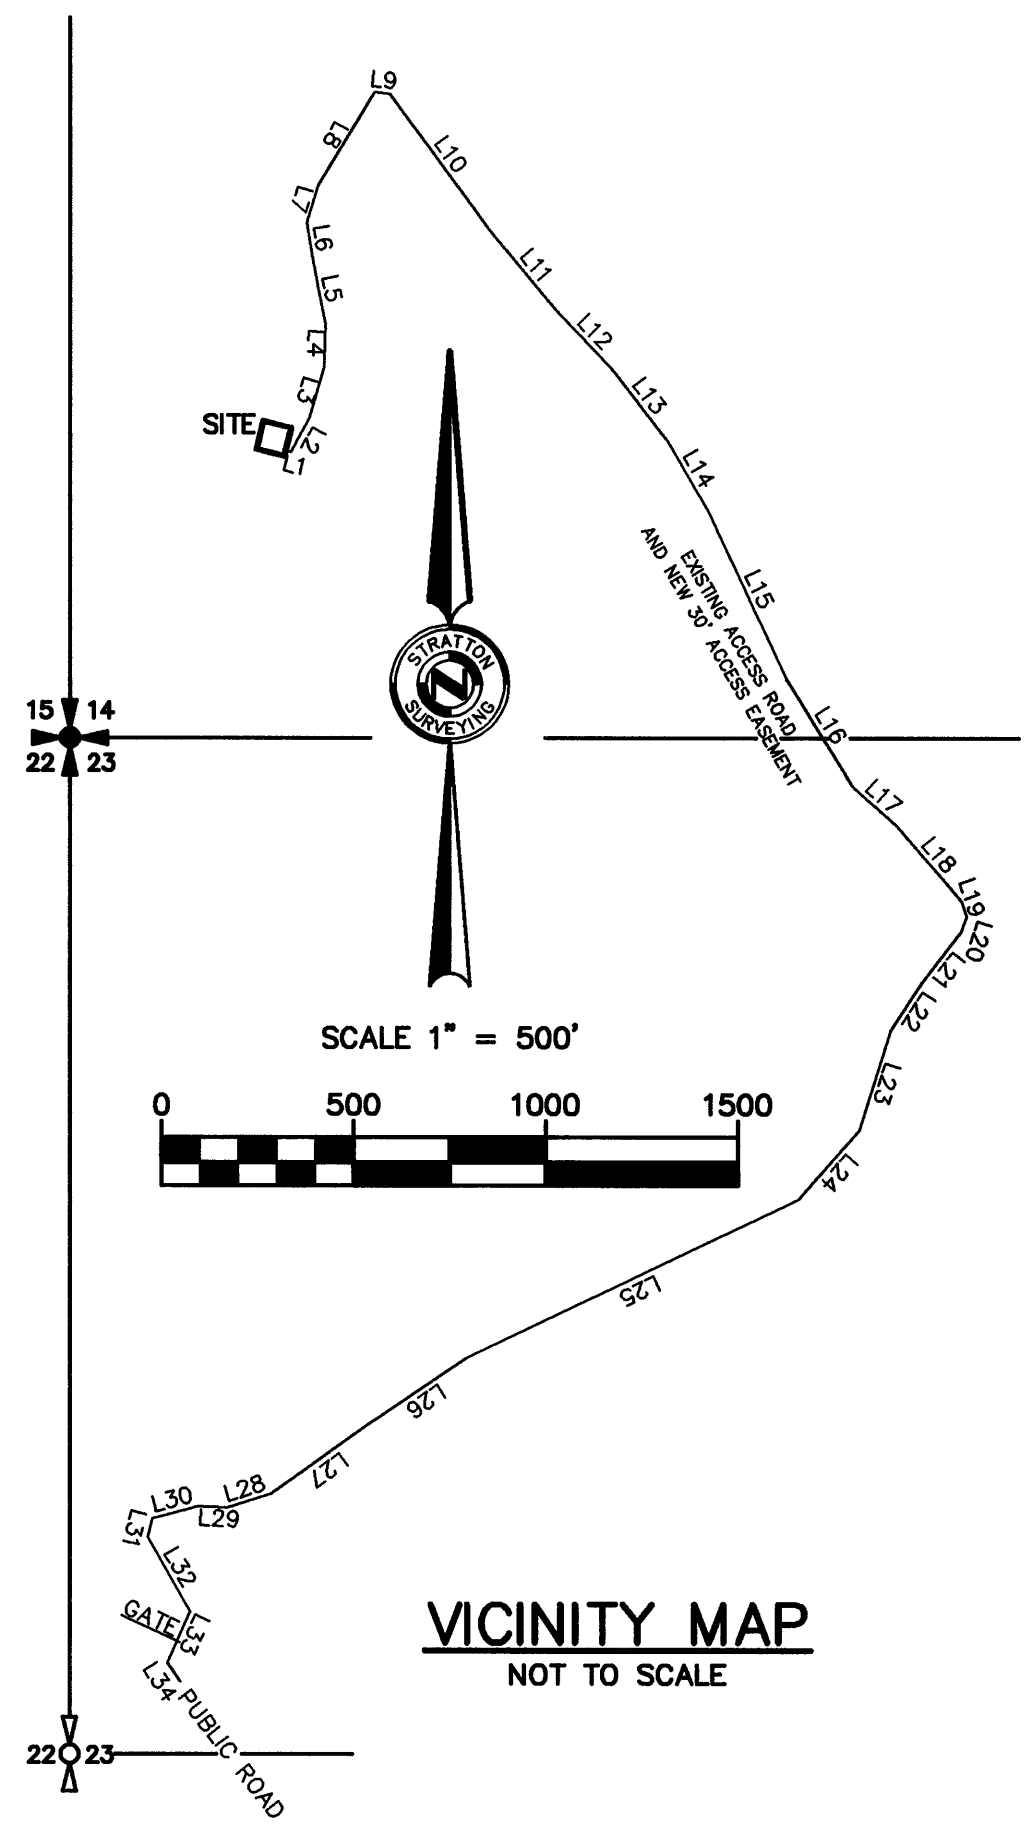 L9
L8
L10
L7
L6
L11
L5
L12
L4
L3
L13
SITE
L2
L1
L14
EXISTING ACCESS ROAD
AND NEW 30' ACCESS EASEMENT
L15
STRATTON
N
SURVEYING
15 14
22 23
L16
L17
L18
L19
L20
L21
L22
SCALE 1" = 500'
L23
0 500 1000 1500
L24
L25
L26
L27
L28
L30
L29
L31
L32
GATE
L33
VICINITY MAP
NOT TO SCALE
L34
PUBLIC ROAD
22 23